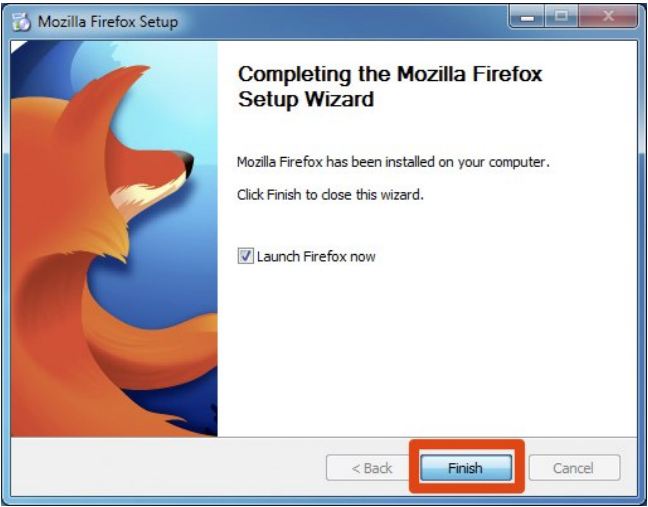 Mozilla Firefox Setup
Completing the Mozilla Firefox
Setup Wizard
Mozilla Firefox has been installed on your computer.
Click Finish to close this wizard.
Launch Firefox now
< Back
Finish
Cancel